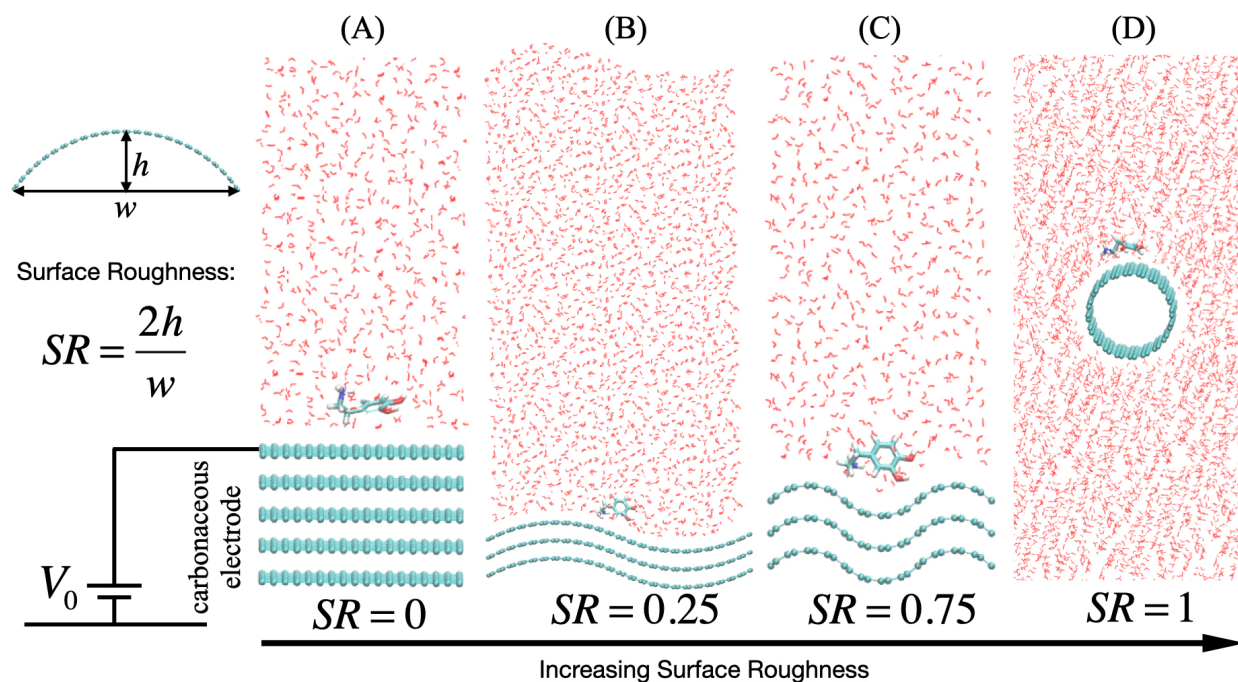 (A)
(B)
(C)
(D)
h
w
Surface Roughness:
SR = 2h
w
carbonaceous
electrode
V₀
SR = 0
SR = 0.25
SR = 0.75
SR = 1
Increasing Surface Roughness